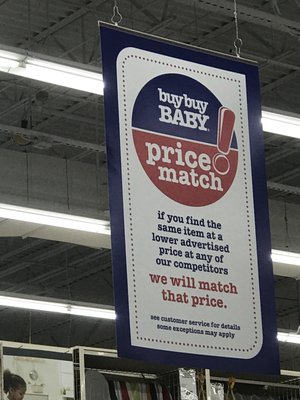 buybuy
BABY®
price
match!
if you find the
same item at a
lower advertised
price at any of
our competitors
we will match
that price.
see customer service for details
some exceptions may apply